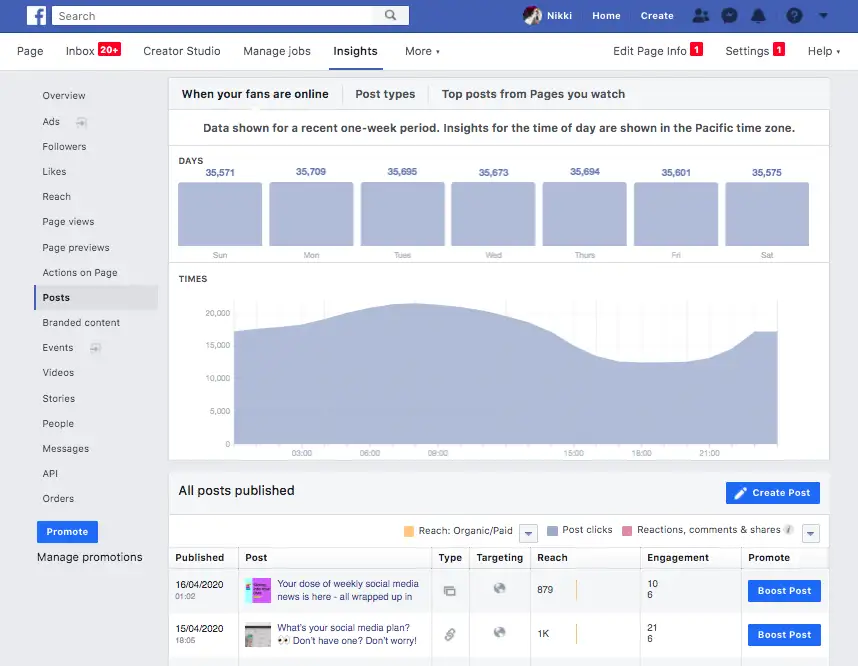 f Search Nikki Home Create ?
Page Inbox 20+ Creator Studio Manage jobs Insights More Edit Page Info 1 Settings 1 Help
Overview
Ads
Followers
Likes
Reach
Page views
Page previews
Actions on Page
Posts
Branded content
Events
Videos
Stories
People
Messages
API
Orders
Promote
Manage promotions
When your fans are online Post types Top posts from Pages you watch
Data shown for a recent one-week period. Insights for the time of day are shown in the Pacific time zone.
DAYS
35,571 35,709 35,695 35,673 35,694 35,601 35,575
Sun Mon Tues Wed Thurs Fri Sat
TIMES
20,000
15,000
10,000
5,000
0
03:00 06:00 09:00 15:00 18:00 21:00
All posts published Create Post
Reach: Organic/Paid Post clicks Reactions, comments & shares i
Published Post Type Targeting Reach Engagement Promote
16/04/2020 Your dose of weekly social media 879 10 Boost Post
01:02 news is here - all wrapped up in 6
15/04/2020 What's your social media plan? 1K 21 Boost Post
18:05 👀 Don't have one? Don't worry! 6